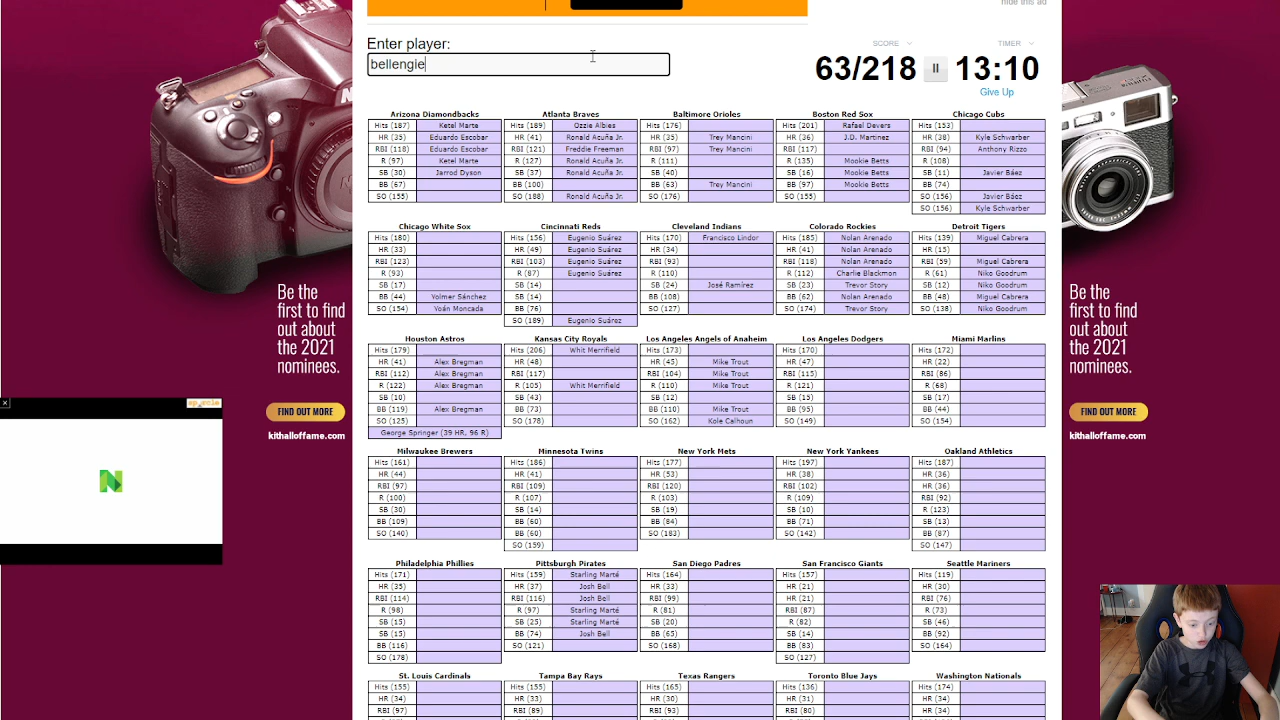 hide this ad
Enter player:
bellengie
SCORE
TIMER
63/218
13:10
Give Up
Arizona Diamondbacks
Hits (187) Ketel Marte
HR (35) Eduardo Escobar
RBI (118) Eduardo Escobar
R (97) Ketel Marte
SB (30) Jarrod Dyson
BB (67)
SO (155)
Atlanta Braves
Hits (189) Ozzie Albies
HR (41) Ronald Acuña Jr.
RBI (121) Freddie Freeman
R (127) Ronald Acuña Jr.
SB (37) Ronald Acuña Jr.
BB (100)
SO (188) Ronald Acuña Jr.
Baltimore Orioles
Hits (176)
HR (35) Trey Mancini
RBI (97) Trey Mancini
R (111)
SB (40)
BB (63) Trey Mancini
SO (176)
Boston Red Sox
Hits (201) Rafael Devers
HR (36) J.D. Martinez
RBI (117)
R (135) Mookie Betts
SB (16) Mookie Betts
BB (97) Mookie Betts
SO (155)
Chicago Cubs
Hits (153)
HR (38) Kyle Schwarber
RBI (94) Anthony Rizzo
R (108)
SB (11) Javier Báez
BB (74)
SO (156) Javier Báez
SO (156) Kyle Schwarber
Chicago White Sox
Hits (180)
HR (33)
RBI (123)
R (93)
SB (17)
BB (44) Yolmer Sánchez
SO (154) Yoán Moncada
Cincinnati Reds
Hits (156) Eugenio Suárez
HR (49) Eugenio Suárez
RBI (103) Eugenio Suárez
R (87) Eugenio Suárez
SB (14)
SB (14)
BB (76)
SO (189) Eugenio Suárez
Cleveland Indians
Hits (170) Francisco Lindor
HR (34)
RBI (93)
R (110)
SB (24) José Ramírez
BB (108)
SO (127)
Colorado Rockies
Hits (185) Nolan Arenado
HR (41) Nolan Arenado
RBI (118) Nolan Arenado
R (112) Charlie Blackmon
SB (23) Trevor Story
BB (62) Nolan Arenado
SO (174) Trevor Story
Detroit Tigers
Hits (139) Miguel Cabrera
HR (15)
RBI (59) Miguel Cabrera
R (61) Niko Goodrum
SB (12) Niko Goodrum
BB (48) Miguel Cabrera
SO (138) Niko Goodrum
Houston Astros
Hits (179)
HR (41) Alex Bregman
RBI (112) Alex Bregman
R (122) Alex Bregman
SB (10)
BB (119) Alex Bregman
SO (125)
George Springer (39 HR, 96 R)
Kansas City Royals
Hits (206) Whit Merrifield
HR (48)
RBI (117)
R (105) Whit Merrifield
SB (43)
BB (73)
SO (178)
Los Angeles Angels of Anaheim
Hits (173)
HR (45) Mike Trout
RBI (104) Mike Trout
R (110) Mike Trout
SB (12)
BB (110) Mike Trout
SO (162) Kole Calhoun
Los Angeles Dodgers
Hits (170)
HR (47)
RBI (115)
R (121)
SB (15)
BB (95)
SO (149)
Miami Marlins
Hits (172)
HR (22)
RBI (86)
R (68)
SB (17)
BB (44)
SO (154)
Milwaukee Brewers
Hits (161)
HR (44)
RBI (97)
R (100)
SB (30)
BB (109)
SO (140)
Minnesota Twins
Hits (186)
HR (41)
RBI (109)
R (107)
SB (14)
BB (60)
BB (60)
SO (159)
New York Mets
Hits (177)
HR (53)
RBI (120)
R (103)
SB (19)
BB (84)
SO (183)
New York Yankees
Hits (197)
HR (38)
RBI (102)
R (109)
SB (10)
BB (71)
SO (142)
Oakland Athletics
Hits (187)
HR (36)
HR (36)
RBI (92)
R (123)
SB (13)
BB (87)
SO (147)
Philadelphia Phillies
Hits (171)
HR (35)
RBI (114)
R (98)
SB (15)
SB (15)
BB (116)
SO (178)
Pittsburgh Pirates
Hits (159) Starling Marté
HR (37) Josh Bell
RBI (116) Josh Bell
R (97) Starling Marté
SB (25) Starling Marté
BB (74) Josh Bell
SO (121)
San Diego Padres
Hits (164)
HR (33)
RBI (99)
R (81)
SB (20)
BB (65)
SO (168)
San Francisco Giants
Hits (157)
HR (21)
HR (21)
RBI (87)
R (82)
SB (14)
BB (83)
SO (127)
Seattle Mariners
Hits (119)
HR (30)
RBI (76)
R (73)
SB (46)
BB (92)
SO (164)
St. Louis Cardinals
Hits (155)
HR (34)
RBI (97)
Tampa Bay Rays
Hits (155)
HR (33)
RBI (89)
Texas Rangers
Hits (165)
HR (30)
RBI (93)
Toronto Blue Jays
Hits (136)
HR (31)
RBI (80)
Washington Nationals
Hits (174)
HR (34)
HR (34)
Be the
first to find
out about
the 2021
nominees.
FIND OUT MORE
kithalloffame.com
Be the
first to find
out about
the 2021
nominees.
FIND OUT MORE
kithalloffame.com